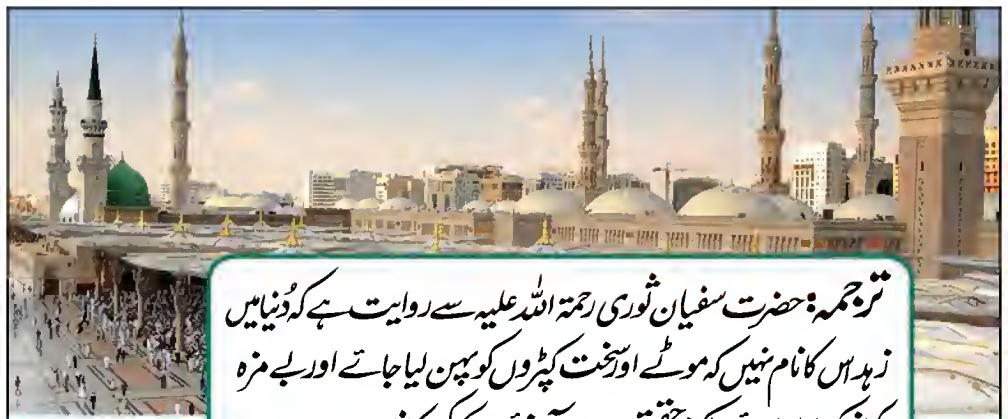 ترجمہ: حضرت سفیان ثوری رحمۃ اللہ علیہ سے روایت ہے کہ دُنیا میں
زہد اس کا نام نہیں کہ موٹے اور سخت کپڑوں کو پہن لیا جائے اور بے مزہ